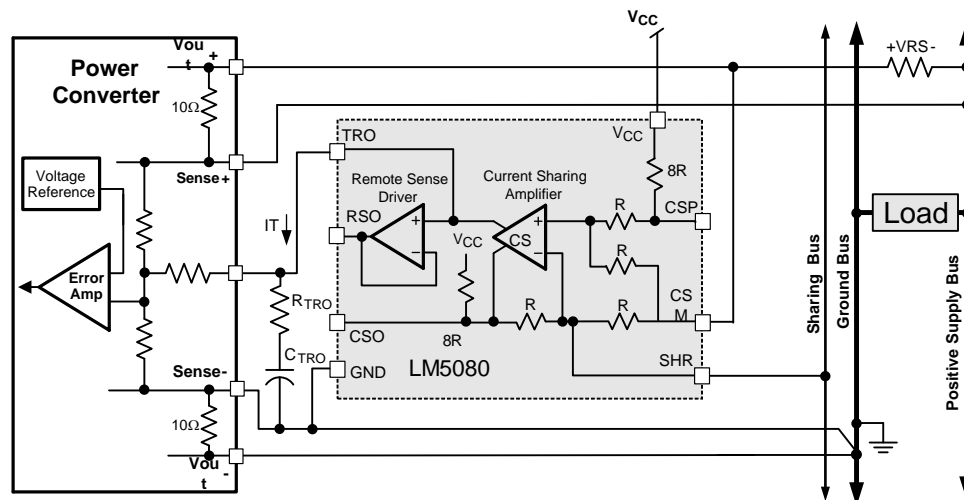 VCC
Vou
t
+
+VRS-
Power
Converter
10Ω
TRO
VCC
8R
Voltage
Reference
Sense+
Remote Sense
Driver
Current Sharing
Amplifier
R
CSP
IT
RSO
+
−
VCC
CS
+
−
R
Load
Error
Amp
RTRO
CS
M
R
R
CSO
8R
CTRO
GND
LM5080
SHR
Sense-
10Ω
Vou
t
-
Sharing Bus
Ground Bus
Positive Supply Bus